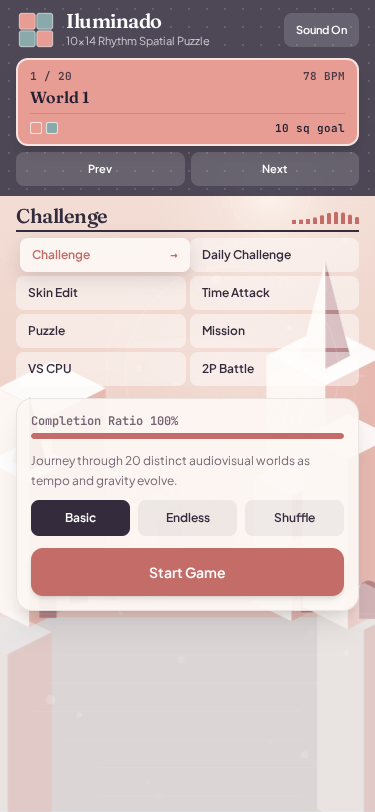 Iluminado
10×14 Rhythm Spatial Puzzle
Sound On
1 / 20
78 BPM
World 1
10 sq goal
Prev
Next
Challenge
Challenge →
Daily Challenge
Skin Edit
Time Attack
Puzzle
Mission
VS CPU
2P Battle
Completion Ratio 100%
Journey through 20 distinct audiovisual worlds as
tempo and gravity evolve.
Basic
Endless
Shuffle
Start Game